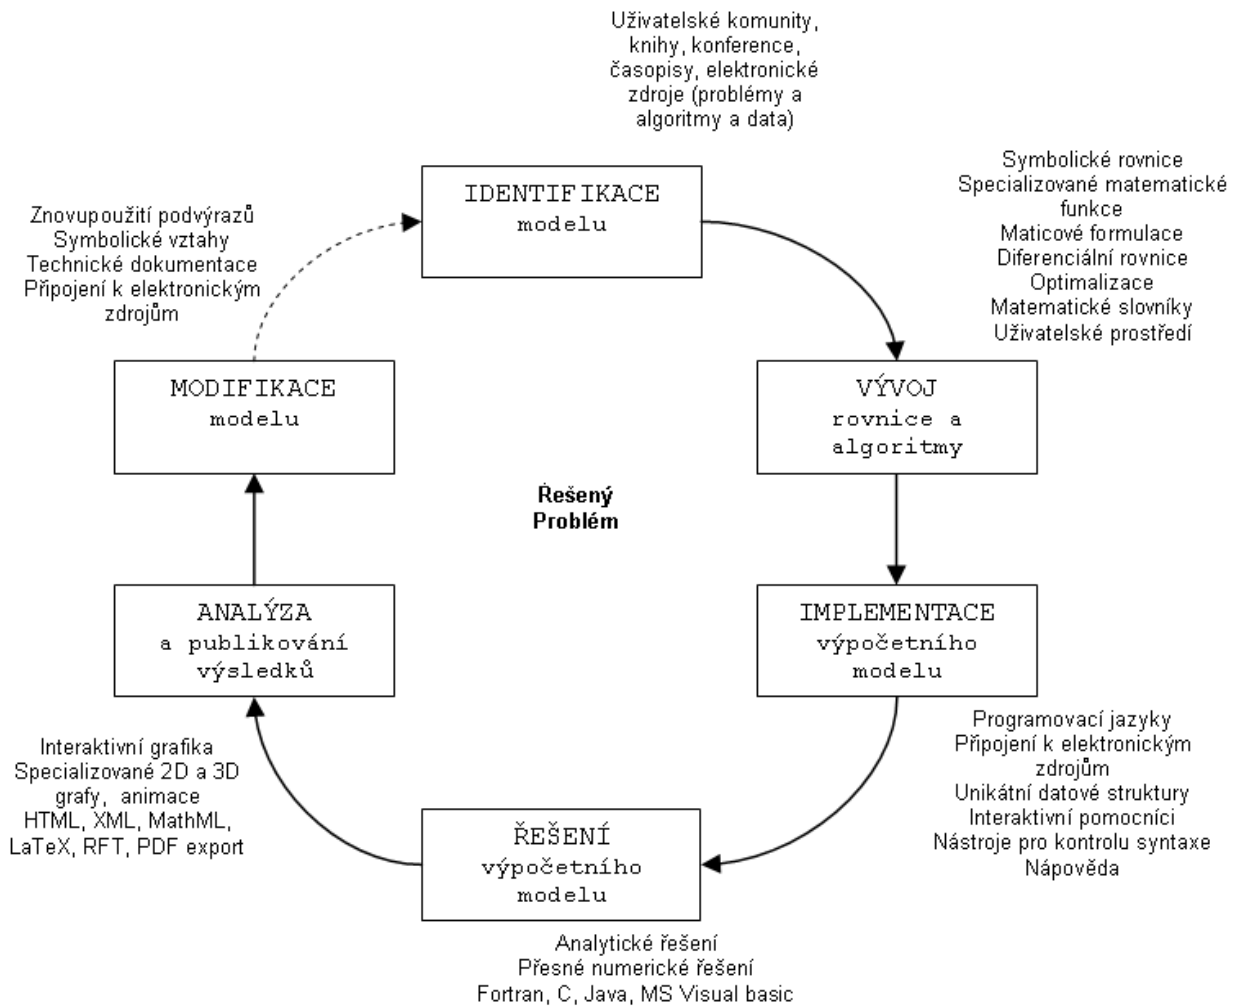 Uživatelské komunity,
knihy, konference,
časopisy, elektronické
zdroje (problémy a
algoritmy a data)
IDENTIFIKACE
modelu
Symbolické rovnice
Specializované matematické
funkce
Maticové formulace
Diferenciální rovnice
Optimalizace
Matematické slovníky
Uživatelské prostředí
Znovupoužití podvýrazů
Symbolické vztahy
Technické dokumentace
Připojení k elektronickým
zdrojům
MODIFIKACE
modelu
VÝVOJ
rovnice a
algoritmy
Řešený
Problém
ANALÝZA
a publikování
výsledků
IMPLEMENTACE
výpočetního
modelu
Programovací jazyky
Připojení k elektronickým
zdrojům
Unikátní datové struktury
Interaktivní pomocníci
Nástroje pro kontrolu syntaxe
Nápověda
Interaktivní grafika
Specializované 2D a 3D
grafy, animace
HTML, XML, MathML,
LaTeX, RFT, PDF export
ŘEŠENÍ
výpočetního
modelu
Analytické řešení
Přesné numerické řešení
Fortran, C, Java, MS Visual basic